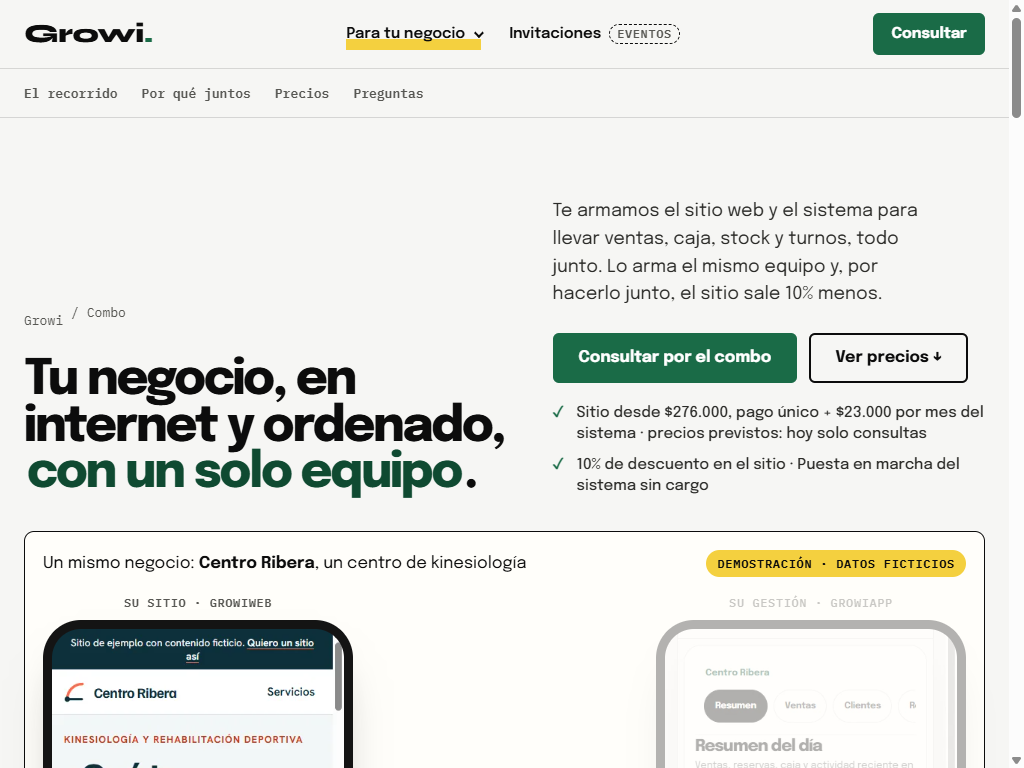 Growi.
Para tu negocio
Invitaciones EVENTOS
Consultar
El recorrido Por qué juntos Precios Preguntas
Growi / Combo
Tu negocio, en
internet y ordenado,
con un solo equipo.
Te armamos el sitio web y el sistema para
llevar ventas, caja, stock y turnos, todo
junto. Lo arma el mismo equipo y, por
hacerlo junto, el sitio sale 10% menos.
Consultar por el combo
Ver precios ↓
✓ Sitio desde $276.000, pago único + $23.000 por mes del
sistema · precios previstos: hoy solo consultas
✓ 10% de descuento en el sitio · Puesta en marcha del
sistema sin cargo
Un mismo negocio: Centro Ribera, un centro de kinesiología
DEMOSTRACIÓN · DATOS FICTICIOS
SU SITIO · GROWIWEB
Sitio de ejemplo con contenido ficticio. Quiero un sitio
así
Centro Ribera
Servicios
KINESIOLOGÍA Y REHABILITACIÓN DEPORTIVA
SU GESTIÓN · GROWIAPP
Centro Ribera
Resumen Ventas Clientes
Resumen del día
Ventas, reservas, caja y actividad reciente en